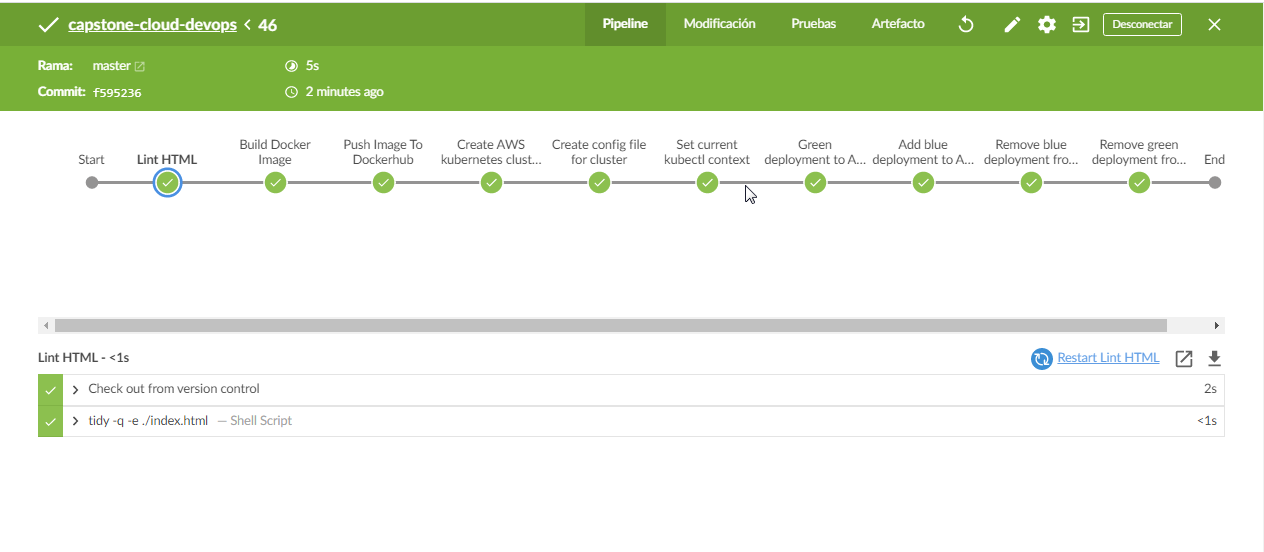 capstone-cloud-devops < 46
Pipeline
Modificación
Pruebas
Artefacto
Desconectar
Rama: master
5s
Commit: f595236
2 minutes ago
Start
Lint HTML
Build Docker
Image
Push Image To
Dockerhub
Create AWS
kubernetes clust...
Create config file
for cluster
Set current
kubectl context
Green
deployment to A...
Add blue
deployment to A...
Remove blue
deployment fro...
Remove green
deployment fro...
End
Lint HTML - <1s
Restart Lint HTML
Check out from version control
2s
tidy -q -e ./index.html — Shell Script
<1s